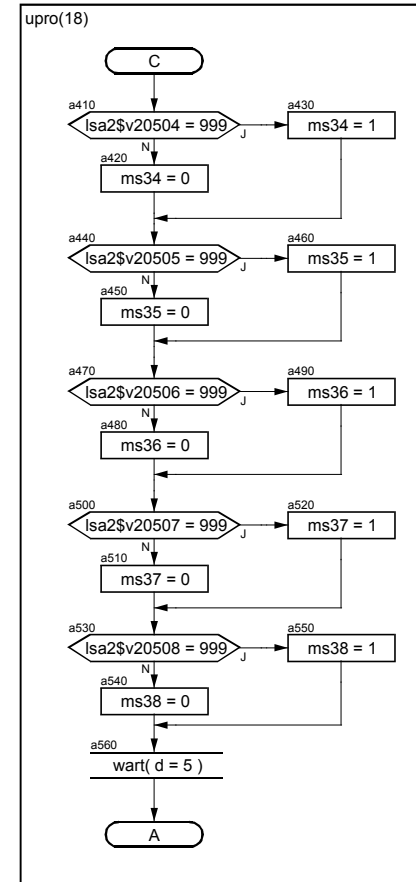 upro(18)
C
a410
lsa2$v20504 = 999
J
a430
ms34 = 1
N
a420
ms34 = 0
a440
lsa2$v20505 = 999
J
a460
ms35 = 1
N
a450
ms35 = 0
a470
lsa2$v20506 = 999
J
a490
ms36 = 1
N
a480
ms36 = 0
a500
lsa2$v20507 = 999
J
a520
ms37 = 1
N
a510
ms37 = 0
a530
lsa2$v20508 = 999
J
a550
ms38 = 1
N
a540
ms38 = 0
a560
wart( d = 5 )
A